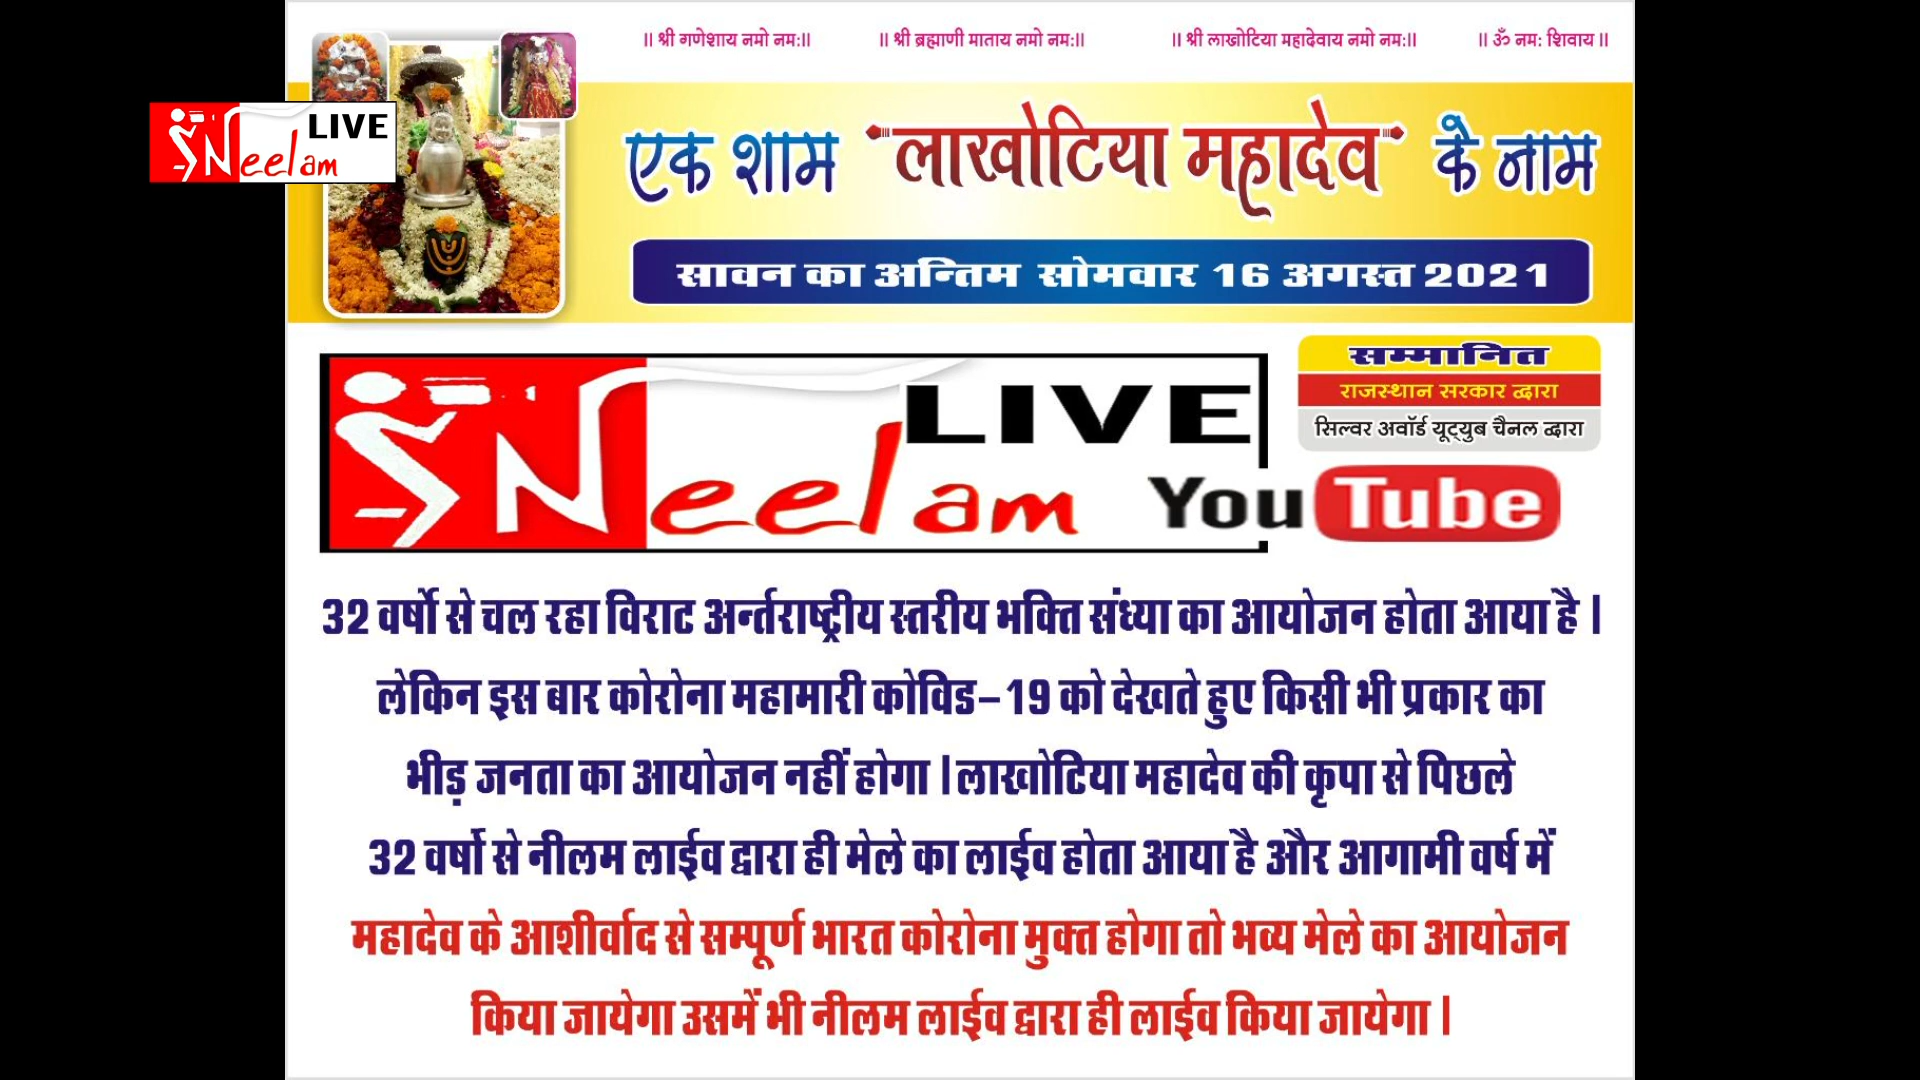 || श्री गणेशाय नमो नम:|| || श्री ब्रह्माणी माताय नमो नम:|| || श्री लाखोटिया महादेवाय नमो नम:|| || ॐ नम: शिवाय ||
LIVE
Neelam
एक शाम लाखोटिया महादेव के नाम
सावन का अन्तिम सोमवार 16 अगस्त 2021
सम्मानित
राजस्थान सरकार द्वारा
सिल्वर अवॉर्ड यूट्युब चैनल द्वारा
LIVE
Neelam YouTube
32 वर्षो से चल रहा विराट अर्न्तराष्ट्रीय स्तरीय भक्ति संध्या का आयोजन होता आया है |
लेकिन इस बार कोरोना महामारी कोविड-19 को देखते हुए किसी भी प्रकार का
भीड़ जनता का आयोजन नहीं होगा | लाखोटिया महादेव की कृपा से पिछले
32 वर्षो से नीलम लाईव द्वारा ही मेले का लाईव होता आया है और आगामी वर्ष में
महादेव के आशीर्वाद से सम्पूर्ण भारत कोरोना मुक्त होगा तो भव्य मेले का आयोजन
किया जायेगा उसमें भी नीलम लाईव द्वारा ही लाईव किया जायेगा |